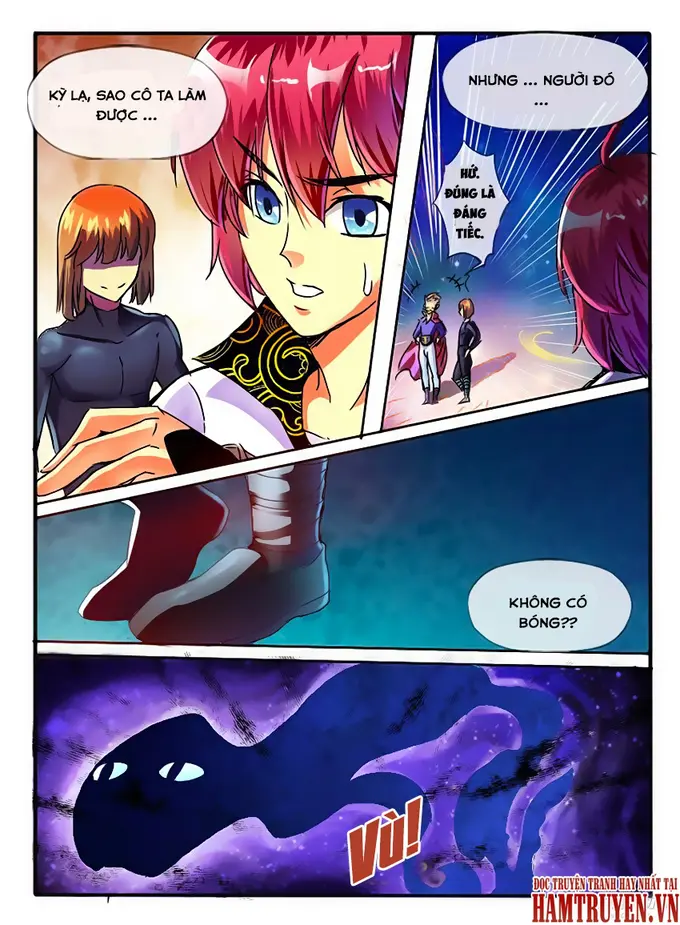 KỲ LẠ, SAO CÔ TA LÀM
ĐƯỢC ...
NHƯNG ... NGƯỜI ĐÓ
...
HỨ.
ĐÚNG LÀ
ĐÁNG
TIẾC.
KHÔNG CÓ
BÓNG??
VÙ!
ĐỌC TRUYỆN TRANH HAY NHẤT TẠI
HAMTRUYEN.VN